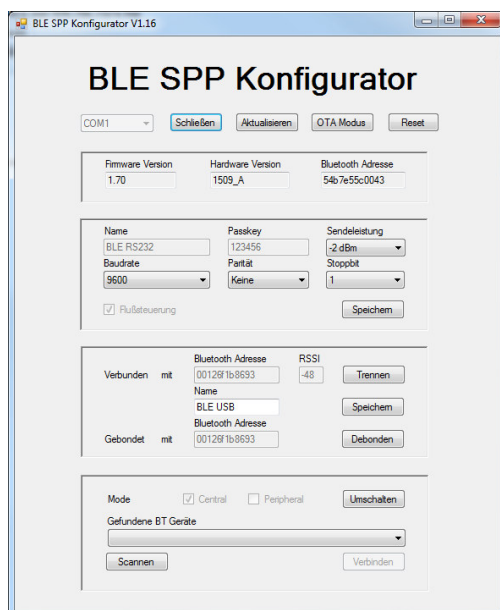 BLE SPP Konfigurator V1.16
BLE SPP Konfigurator
COM1 Schließen Aktualisieren OTA Modus Reset
Firmware Version Hardware Version Bluetooth Adresse
1.70 1509_A 54b7e55c0043
Name Passkey Sendeleistung
BLE RS232 123456 -2 dBm
Baudrate Parität Stoppbit
9600 Keine 1
Flußsteuerung Speichern
Bluetooth Adresse RSSI
Verbunden mit 00126f1b8693 -48 Trennen
Name
BLE USB Speichern
Bluetooth Adresse
Gebondet mit 00126f1b8693 Debonden
Mode Central Peripheral Umschalten
Gefundene BT Geräte
Scannen Verbinden